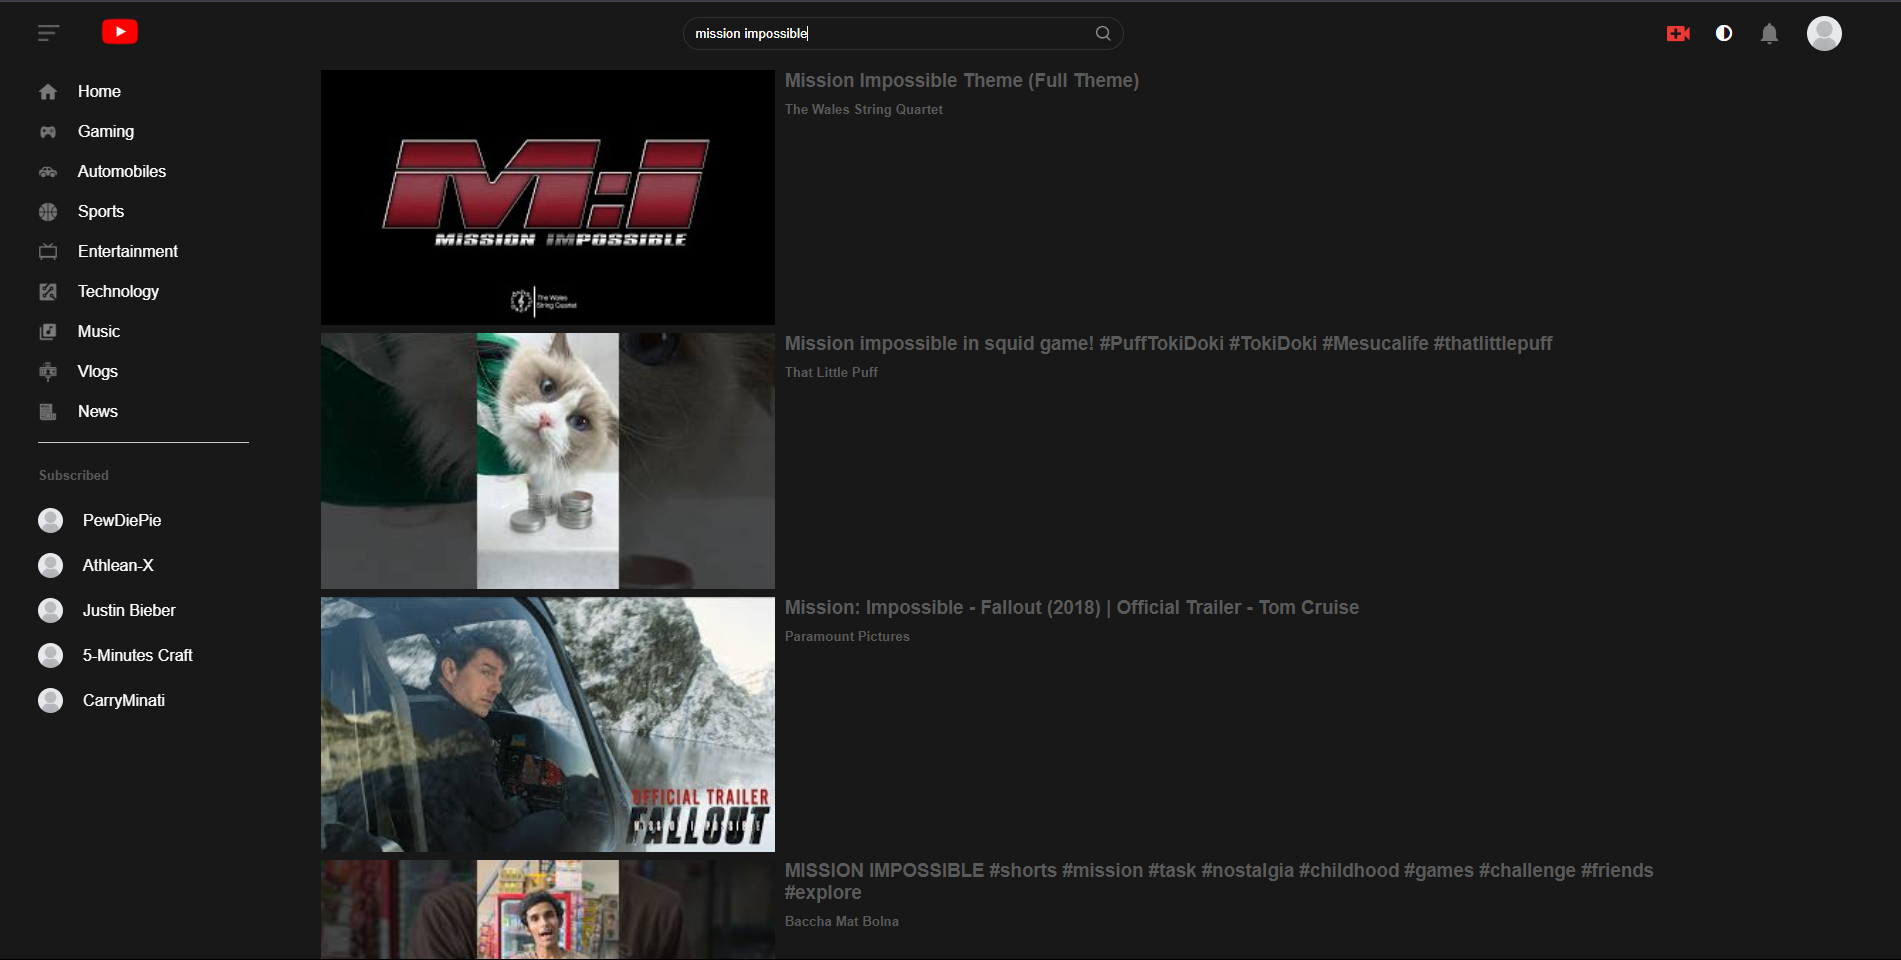 mission impossible
Home
Gaming
Automobiles
Sports
Entertainment
Technology
Music
Vlogs
News
Subscribed
PewDiePie
Athlean-X
Justin Bieber
5-Minutes Craft
CarryMinati
M:I
MISSION IMPOSSIBLE
The Wales
String Quartet
Mission Impossible Theme (Full Theme)
The Wales String Quartet
Mission impossible in squid game! #PuffTokiDoki #TokiDoki #Mesucalife #thatlittlepuff
That Little Puff
OFFICIAL TRAILER
FALLOUT
MISSION IMPOSSIBLE
Mission: Impossible - Fallout (2018) | Official Trailer - Tom Cruise
Paramount Pictures
MISSION IMPOSSIBLE #shorts #mission #task #nostalgia #childhood #games #challenge #friends
#explore
Baccha Mat Bolna